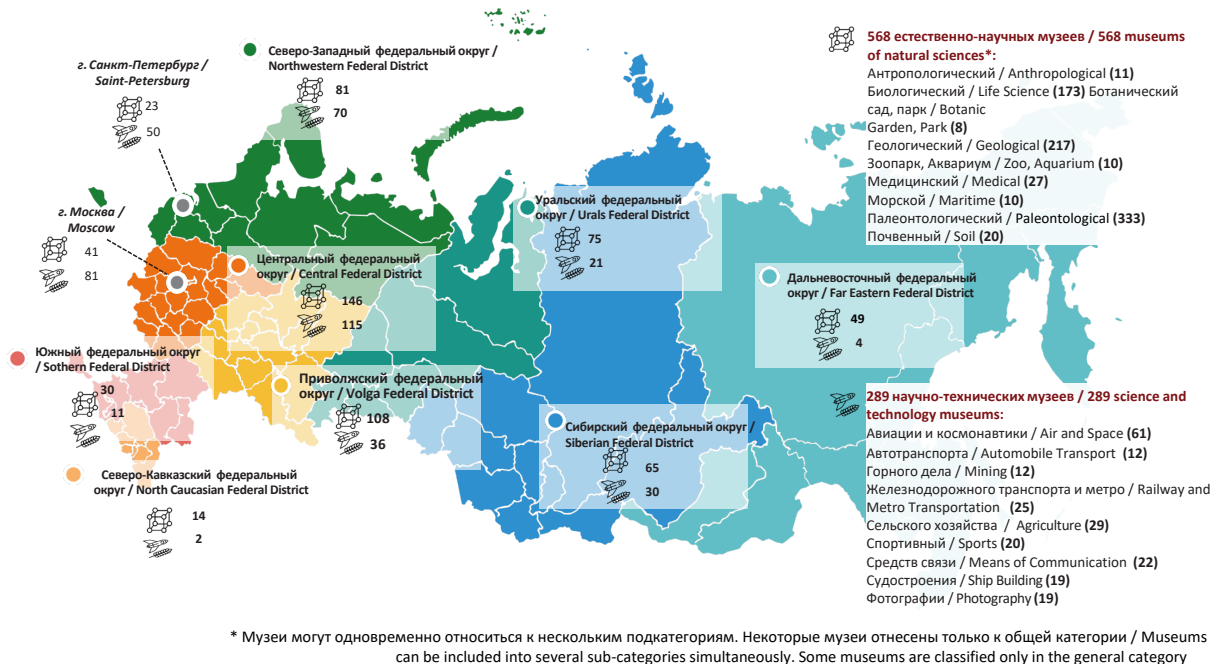 Северо-Западный федеральный округ /
Northwestern Federal District
81
70
г. Санкт-Петербург /
Saint-Petersburg
23
50
г. Москва /
Moscow
41
81
Центральный федеральный
округ / Central Federal District
146
115
Уральский федеральный
округ / Urals Federal District
75
21
Дальневосточный федеральный
округ / Far Eastern Federal District
49
4
Южный федеральный округ
/ Sothern Federal District
30
11
Приволжский федеральный
округ / Volga Federal District
108
36
Сибирский федеральный округ /
Siberian Federal District
65
30
Северо-Кавказский федеральный
округ / North Caucasian Federal District
14
2
568 естественно-научных музеев / 568 museums
of natural sciences*:
Антропологический / Anthropological (11)
Биологический / Life Science (173) Ботанический
сад, парк / Botanic
Garden, Park (8)
Геологический / Geological (217)
Зоопарк, Аквариум / Zoo, Aquarium (10)
Медицинский / Medical (27)
Морской / Maritime (10)
Палеонтологический / Paleontological (333)
Почвенный / Soil (20)
289 научно-технических музеев / 289 science and
technology museums:
Авиации и космонавтики / Air and Space (61)
Автотранспорта / Automobile Transport (12)
Горного дела / Mining (12)
Железнодорожного транспорта и метро / Railway and
Metro Transportation (25)
Сельского хозяйства / Agriculture (29)
Спортивный / Sports (20)
Средств связи / Means of Communication (22)
Судостроения / Ship Building (19)
Фотографии / Photography (19)
* Музеи могут одновременно относиться к нескольким подкатегориям. Некоторые музеи отнесены только к общей категории / Museums
can be included into several sub-categories simultaneously. Some museums are classified only in the general category